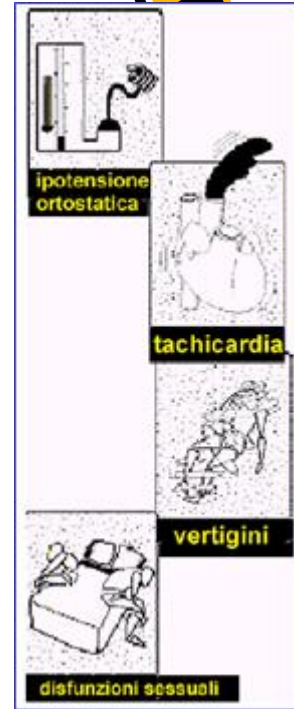 ipotensione
ortostatica
tachicardia
vertigini
disfunzioni sessuali